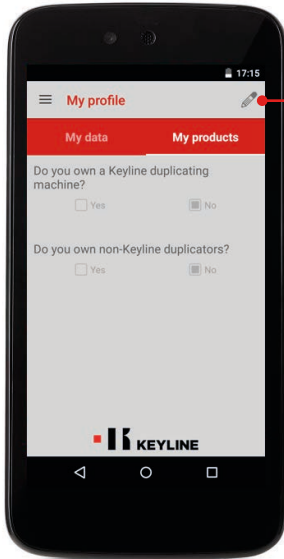 17:15
My profile
My data My products
Do you own a Keyline duplicating
machine?
Yes No
Do you own non-Keyline duplicators?
Yes No
KEYLINE